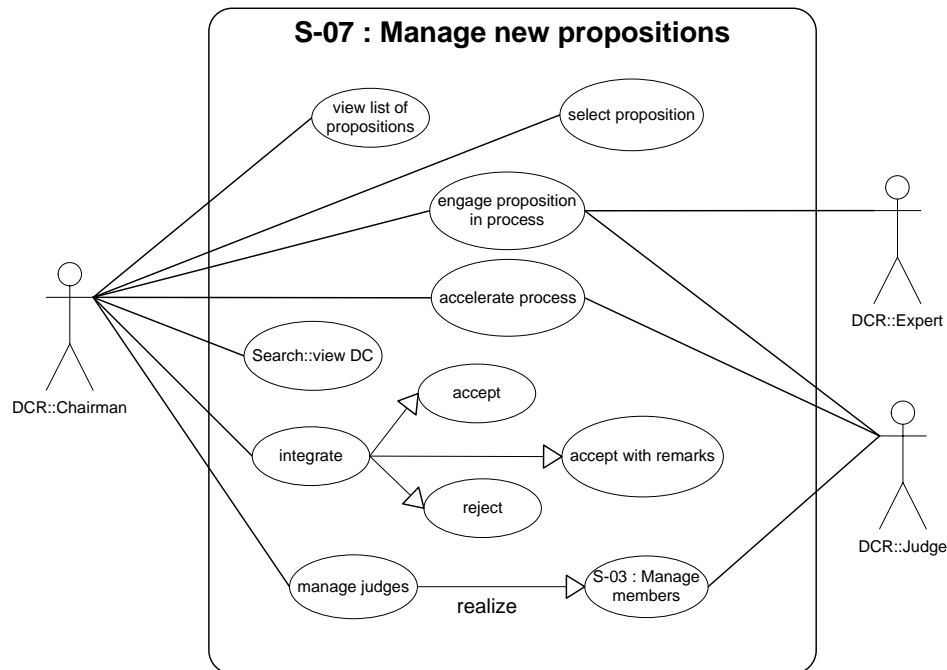 S-07 : Manage new propositions
view list of
propositions
select proposition
engage proposition
in process
accelerate process
DCR::Expert
Search::view DC
DCR::Chairman
accept
integrate
accept with remarks
reject
DCR::Judge
manage judges
realize
S-03 : Manage
members